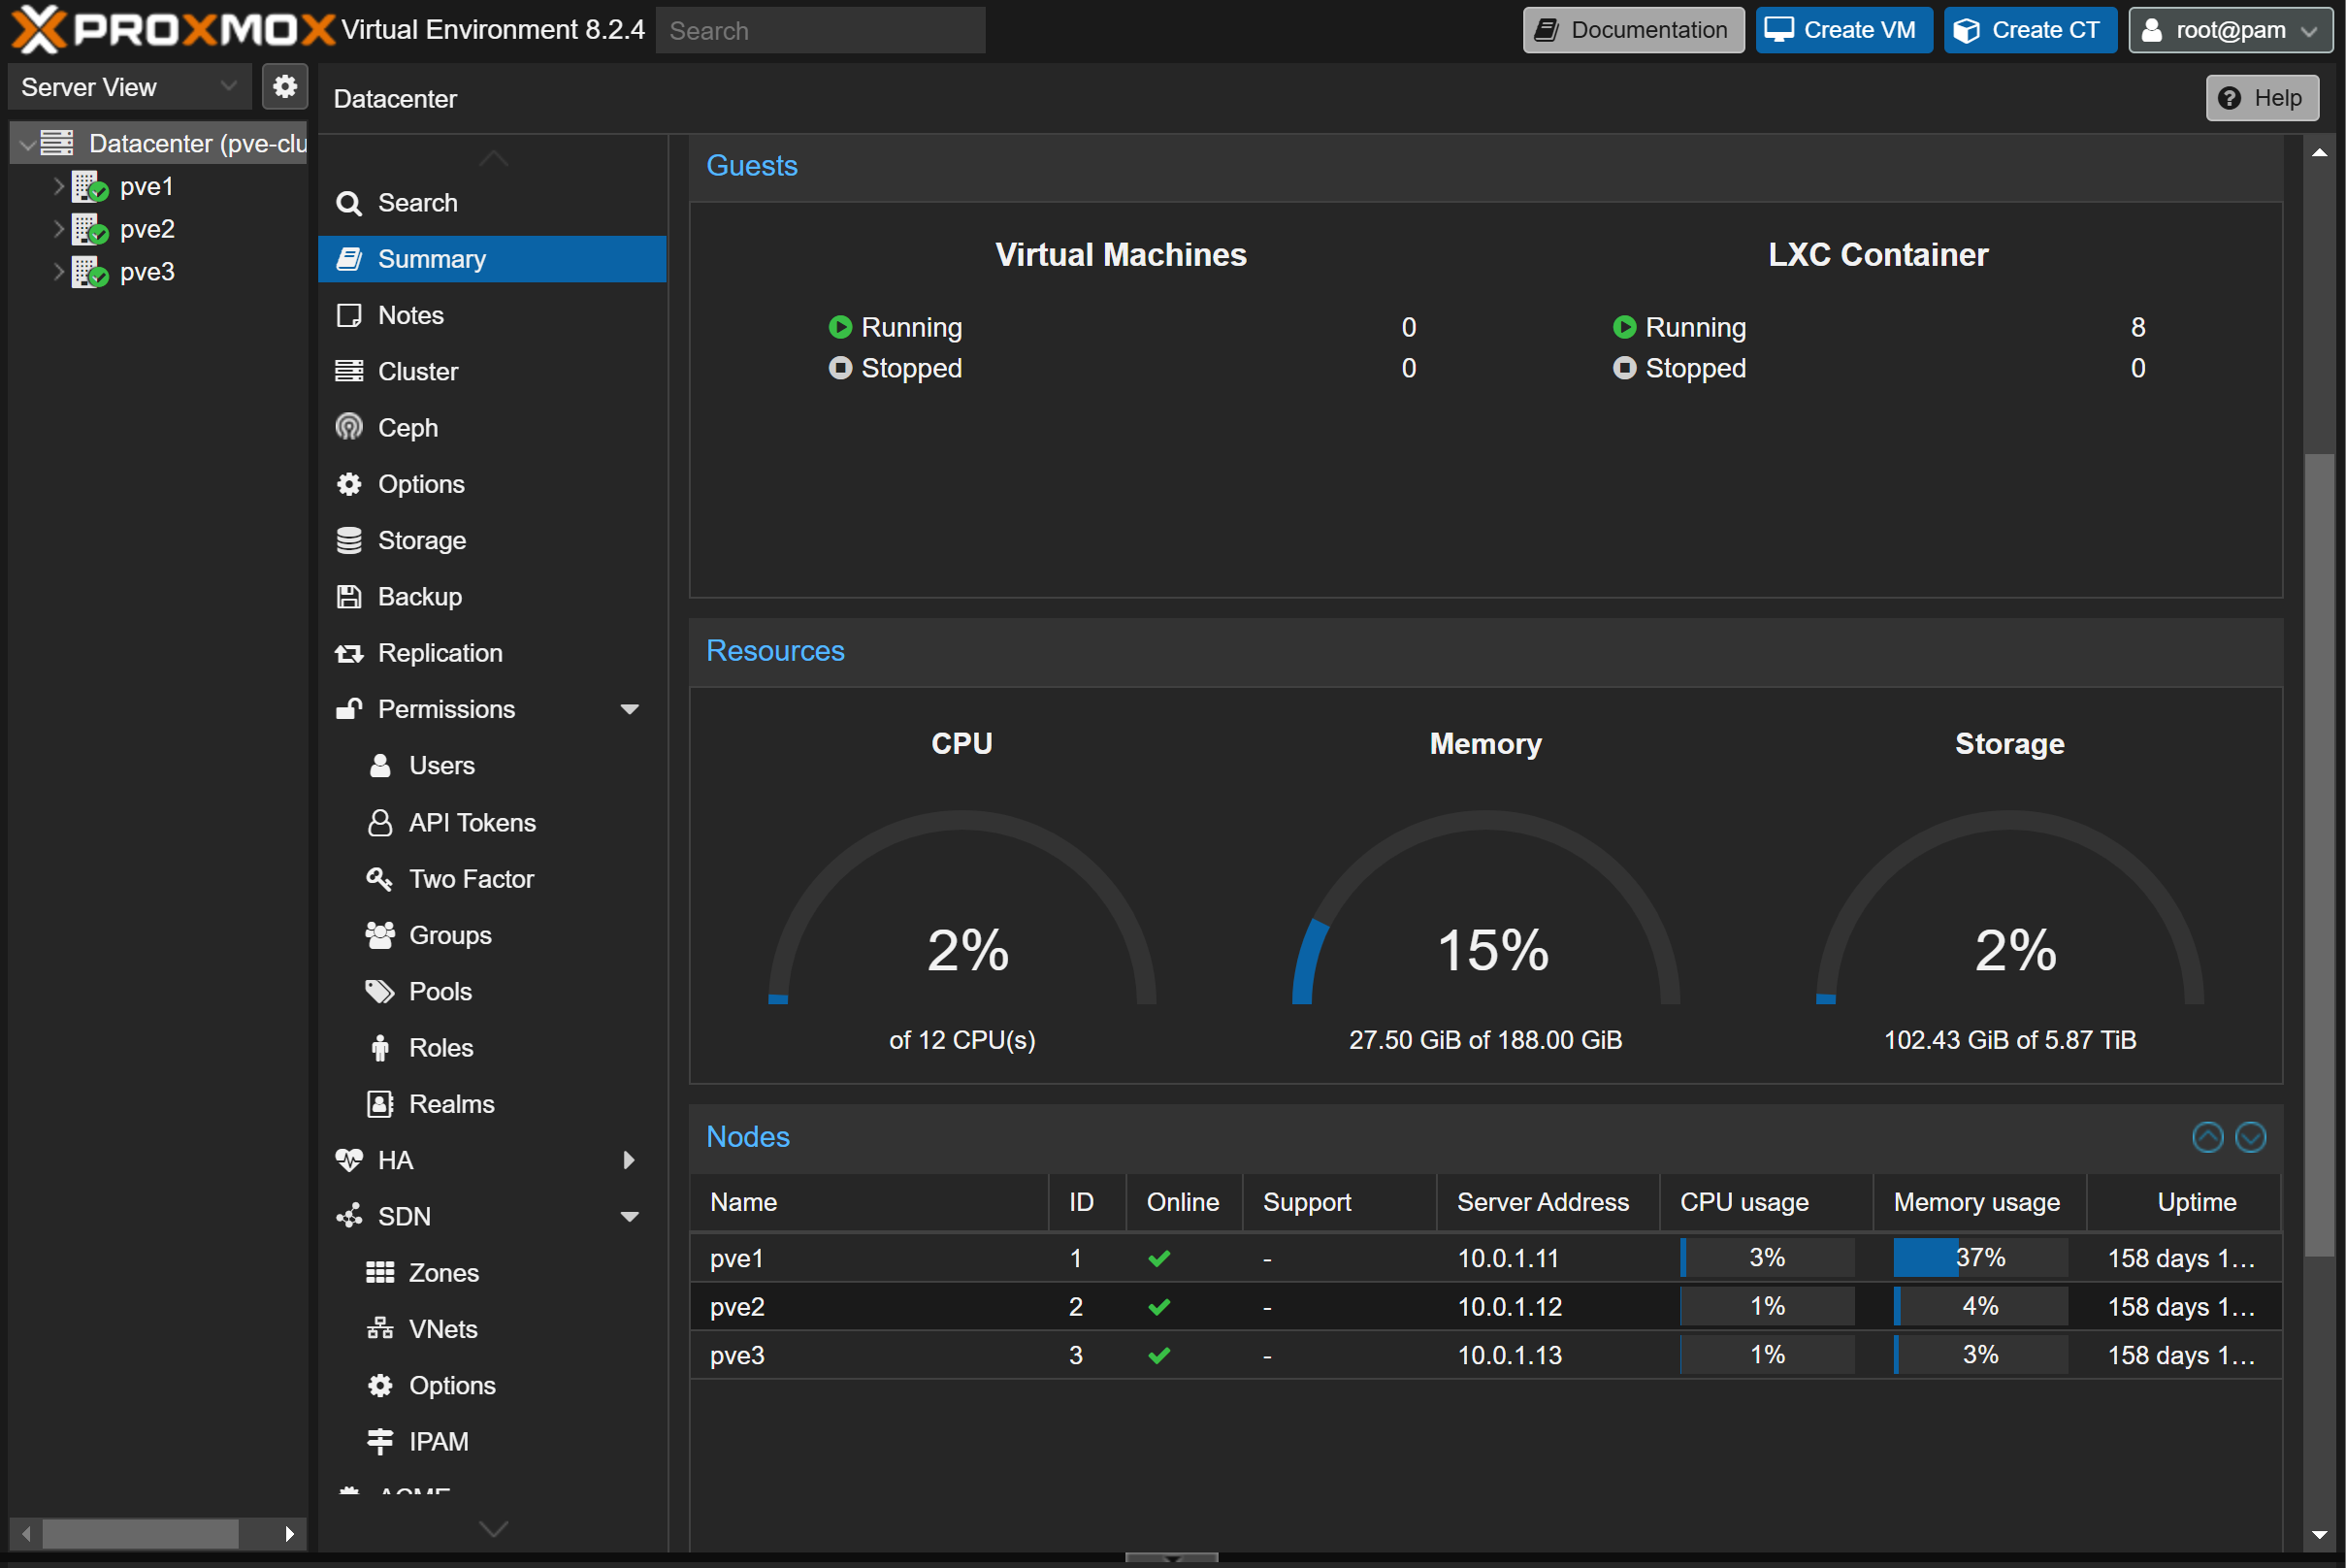 PROXMOX Virtual Environment 8.2.4 Search Documentation Create VM Create CT root@pam
Server View
Datacenter (pve-clu
pve1
pve2
pve3
Datacenter Help
Search
Summary
Notes
Cluster
Ceph
Options
Storage
Backup
Replication
Permissions
Users
API Tokens
Two Factor
Groups
Pools
Roles
Realms
HA
SDN
Zones
VNets
Options
IPAM
ACME
Guests
Virtual Machines LXC Container
Running 0 Running 8
Stopped 0 Stopped 0
Resources
CPU Memory Storage
2% 15% 2%
of 12 CPU(s) 27.50 GiB of 188.00 GiB 102.43 GiB of 5.87 TiB
Nodes
Name ID Online Support Server Address CPU usage Memory usage Uptime
pve1 1 - 10.0.1.11 3% 37% 158 days 1...
pve2 2 - 10.0.1.12 1% 4% 158 days 1...
pve3 3 - 10.0.1.13 1% 3% 158 days 1...